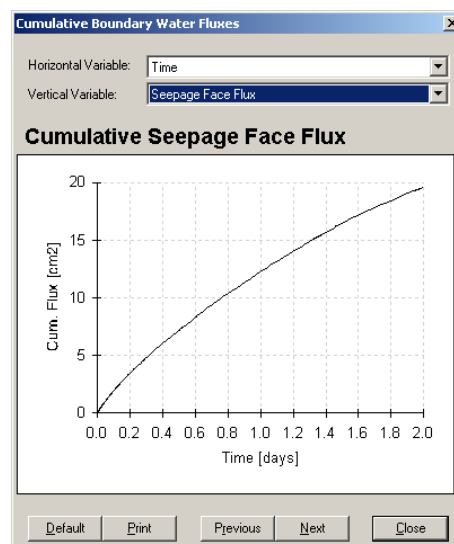 Cumulative Boundary Water Fluxes
Horizontal Variable: Time
Vertical Variable: Seepage Face Flux
Cumulative Seepage Face Flux
20
15
10
5
0
Cum. Flux [cm2]
0.0 0.2 0.4 0.6 0.8 1.0 1.2 1.4 1.6 1.8 2.0
Time [days]
Default Print Previous Next Close